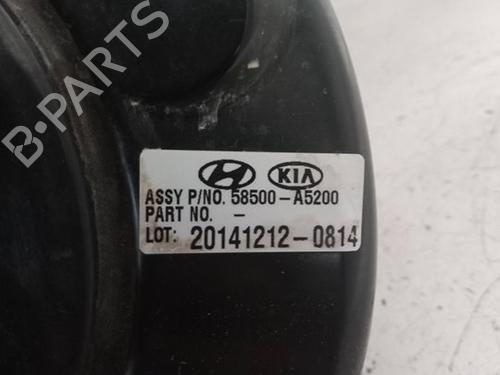 B-PARTS
KIA
ASSY P/NO. 58500-A5200
PART NO. -
LOT: 20141212-0814